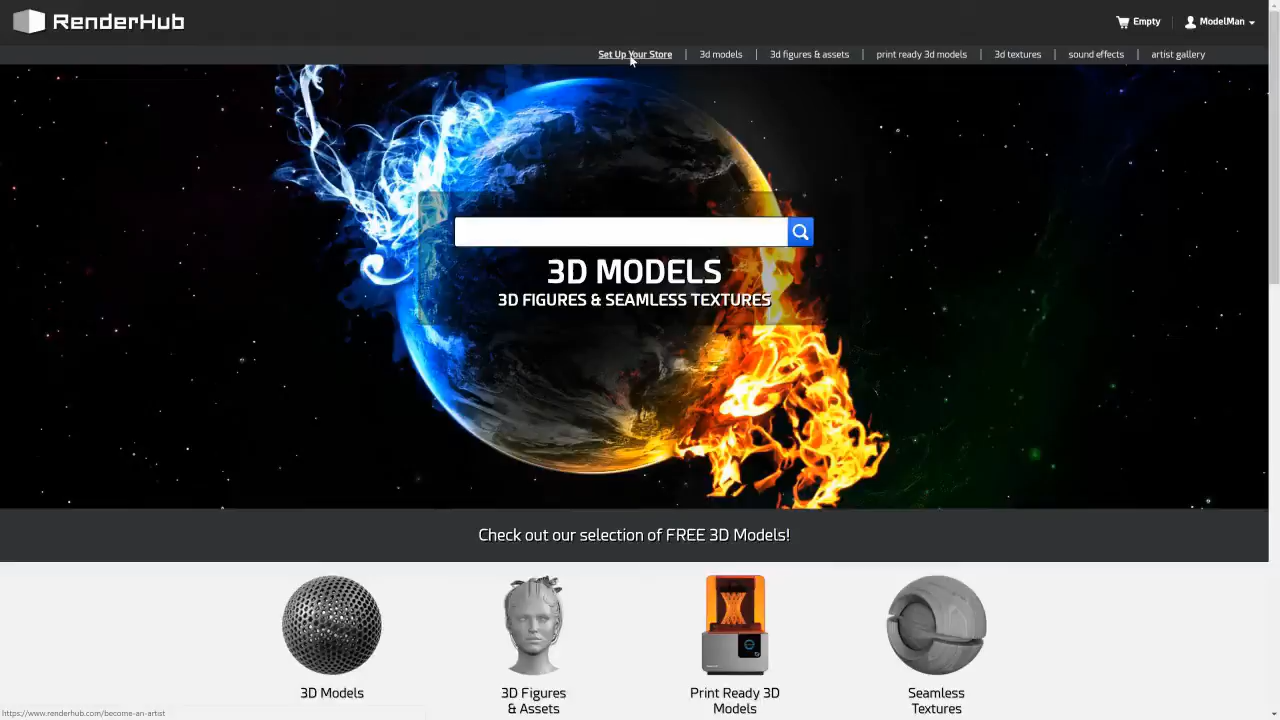 RenderHub
Empty
ModelMan
Set Up Your Store | 3d models | 3d figures & assets | print ready 3d models | 3d textures | sound effects | artist gallery
3D MODELS
3D FIGURES & SEAMLESS TEXTURES
Check out our selection of FREE 3D Models!
3D Models
3D Figures
& Assets
Print Ready 3D
Models
Seamless
Textures
https://www.renderhub.com/become-an-artist